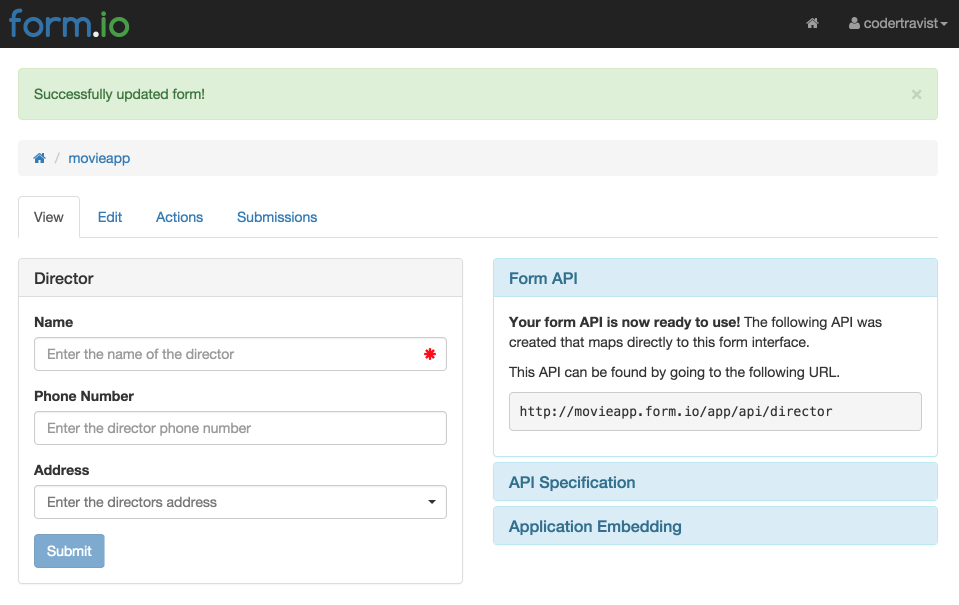 form.io
codertravist
Successfully updated form!
×
/ movieapp
View Edit Actions Submissions
Director
Name
Enter the name of the director
Phone Number
Enter the director phone number
Address
Enter the directors address
Submit
Form API
Your form API is now ready to use! The following API was
created that maps directly to this form interface.
This API can be found by going to the following URL.
http://movieapp.form.io/app/api/director
API Specification
Application Embedding